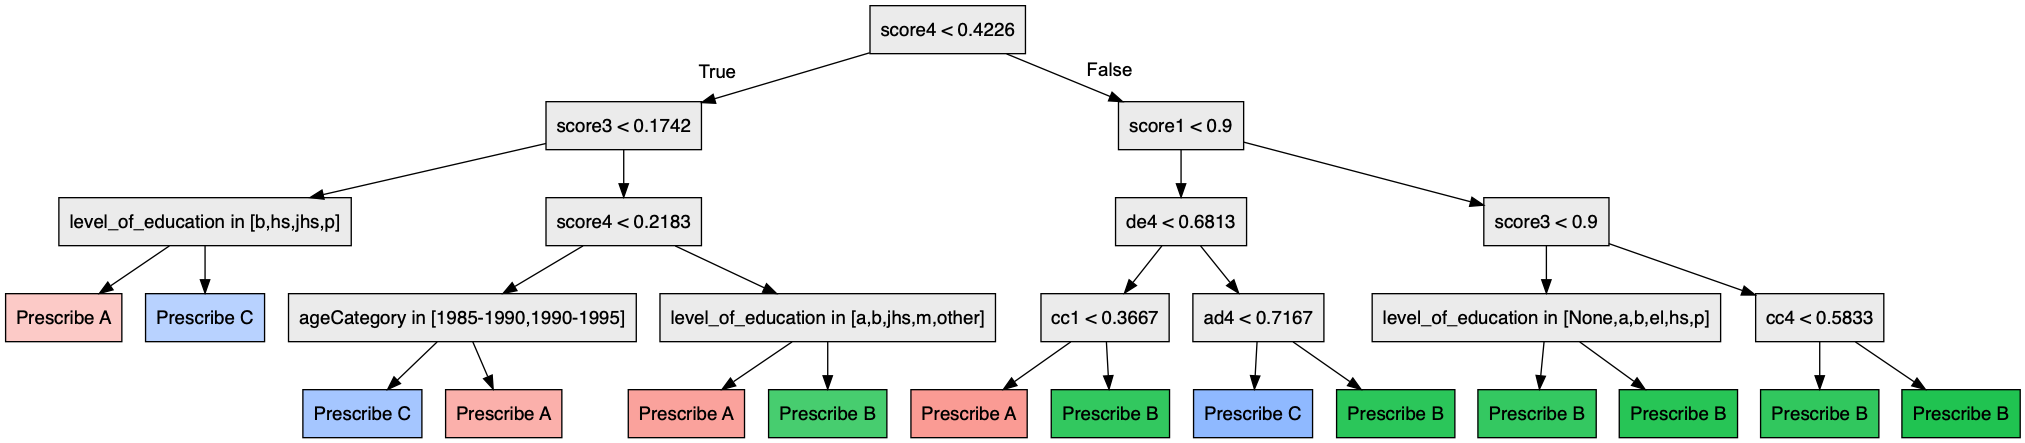 score4 < 0.4226
True
False
score3 < 0.1742
score1 < 0.9
level_of_education in [b,hs,jhs,p]
score4 < 0.2183
de4 < 0.6813
score3 < 0.9
Prescribe A
Prescribe C
ageCategory in [1985-1990,1990-1995]
level_of_education in [a,b,jhs,m,other]
cc1 < 0.3667
ad4 < 0.7167
level_of_education in [None,a,b,el,hs,p]
cc4 < 0.5833
Prescribe C
Prescribe A
Prescribe A
Prescribe B
Prescribe A
Prescribe B
Prescribe C
Prescribe B
Prescribe B
Prescribe B
Prescribe B
Prescribe B